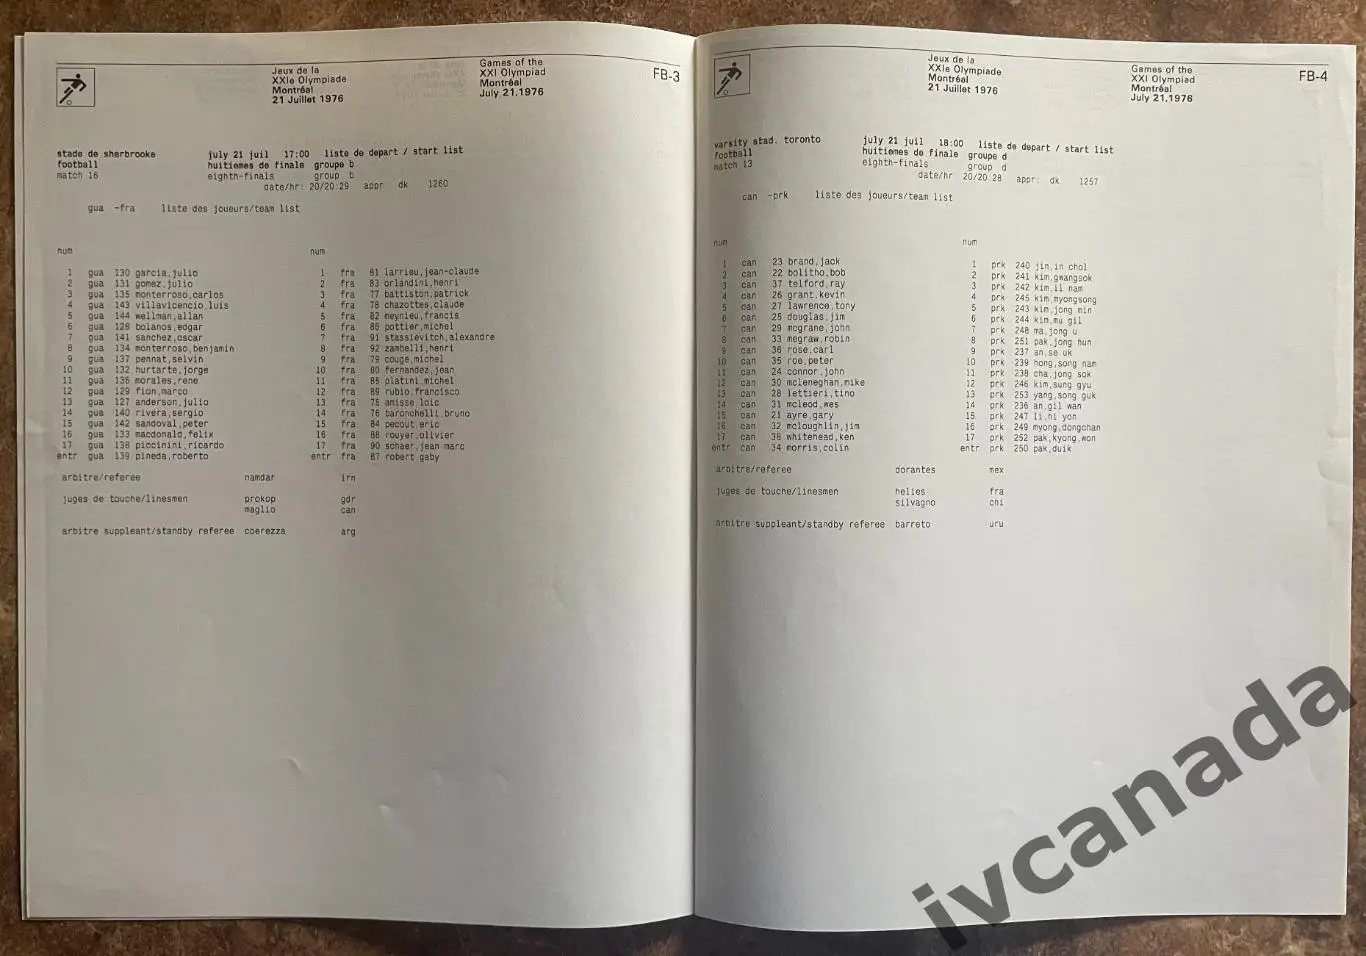 Jeux de la
XXIe Olympiade
Montréal
21 Juillet 1976
Games of the
XXI Olympiad
Montréal
July 21,1976
FB-3
stade de sherbrooke july 21 juil 17:00 liste de depart / start list
football huitiemes de finale groupe b
match 16 eighth-finals group b
date/hr: 20/20:29 appr: dk 1260
gua -fra liste des joueurs/team list
num num
1 gua 130 garcia,julio 1 fra 81 larrieu,jean-claude
2 gua 131 gomez,julio 2 fra 83 orlandini,henri
3 gua 135 monterroso,carlos 3 fra 77 battiston,patrick
4 gua 143 villavicencio,luis 4 fra 78 chazottes,claude
5 gua 144 wellman,allan 5 fra 82 meynieu,francis
6 gua 128 bolanos,edgar 6 fra 86 pottier,michel
7 gua 141 sanchez,oscar 7 fra 91 stassievitch,alexandre
8 gua 134 monterroso,benjamin 8 fra 92 zambelli,henri
9 gua 137 pennat,selvin 9 fra 79 couge,michel
10 gua 132 hurtarte,jorge 10 fra 80 fernandez,jean
11 gua 136 morales,rene 11 fra 85 platini,michel
12 gua 129 fion,marco 12 fra 89 rubio,francisco
13 gua 127 anderson,julio 13 fra 75 amisse,loic
14 gua 140 rivera,sergio 14 fra 76 baronchelli,bruno
15 gua 142 sandoval,peter 15 fra 84 pecout,eric
16 gua 133 macdonald,felix 16 fra 88 rouyer,olivier
17 gua 138 piccinini,ricardo 17 fra 90 schaer,jean marc
entr gua 139 pineda,roberto entr fra 87 robert,gaby
arbitre/referee namdar irn
juges de touche/linesmen prokop gdr
maglio can
arbitre suppleant/standby referee coerezza arg
Jeux de la
XXIe Olympiade
Montréal
21 Juillet 1976
Games of the
XXI Olympiad
Montréal
July 21,1976
FB-4
varsity stad. toronto july 21 juil 18:00 liste de depart / start list
football huitiemes de finale groupe d
match 13 eighth-finals group d
date/hr: 20/20:28 appr: dk 1257
can -prk liste des joueurs/team list
num num
1 can 23 brand,jack 1 prk 240 jin,in chol
2 can 22 bolitho,bob 2 prk 241 kim,gwangsok
3 can 37 telford,ray 3 prk 242 kim,il nam
4 can 26 grant,kevin 4 prk 245 kim,myongsong
5 can 27 lawrence,tony 5 prk 243 kim,jong min
6 can 25 douglas,jim 6 prk 244 kim,mu gil
7 can 29 mcgrane,john 7 prk 248 ma,jong u
8 can 33 megraw,robin 8 prk 251 pak,jong hun
9 can 36 rose,carl 9 prk 237 an,se uk
10 can 35 roe,peter 10 prk 239 hong,song nam
11 can 24 connor,john 11 prk 238 cha,jong sok
12 can 30 mcleneghan,mike 12 prk 246 kim,sung gyu
13 can 28 lettieri,tino 13 prk 253 yang,song guk
14 can 31 mcleod,wes 14 prk 236 an,gil wan
15 can 21 ayre,gary 15 prk 247 li,hi yon
16 can 32 mcloughlin,jim 16 prk 249 myong,dongchan
17 can 38 whitehead,ken 17 prk 252 pak,kyong,won
entr can 34 morris,colin entr prk 250 pak,duik
arbitre/referee dorantes mex
juges de touche/linesmen helies fra
silvagno chi
arbitre suppleant/standby referee barreto uru
ivcanada